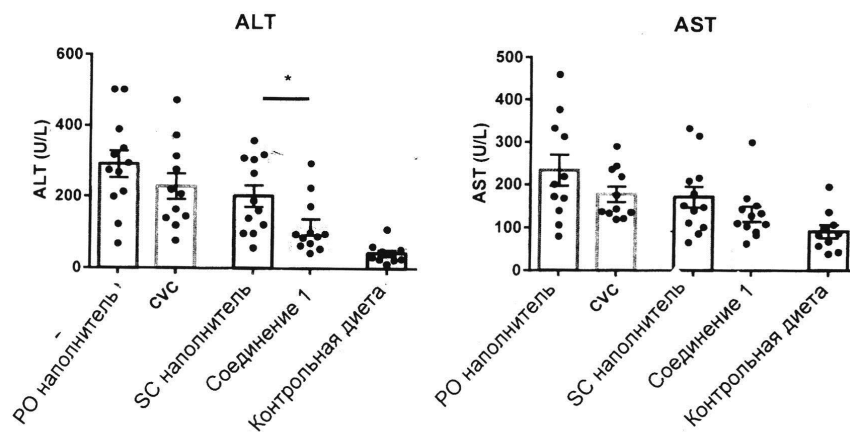 ALT
ALT (U/L)
600
400
200
0
*
PO наполнитель
cvc
SC наполнитель
Соединение 1
Контрольная диета
AST
AST (U/L)
500
400
300
200
100
0
PO наполнитель
cvc
SC наполнитель
Соединение 1
Контрольная диета